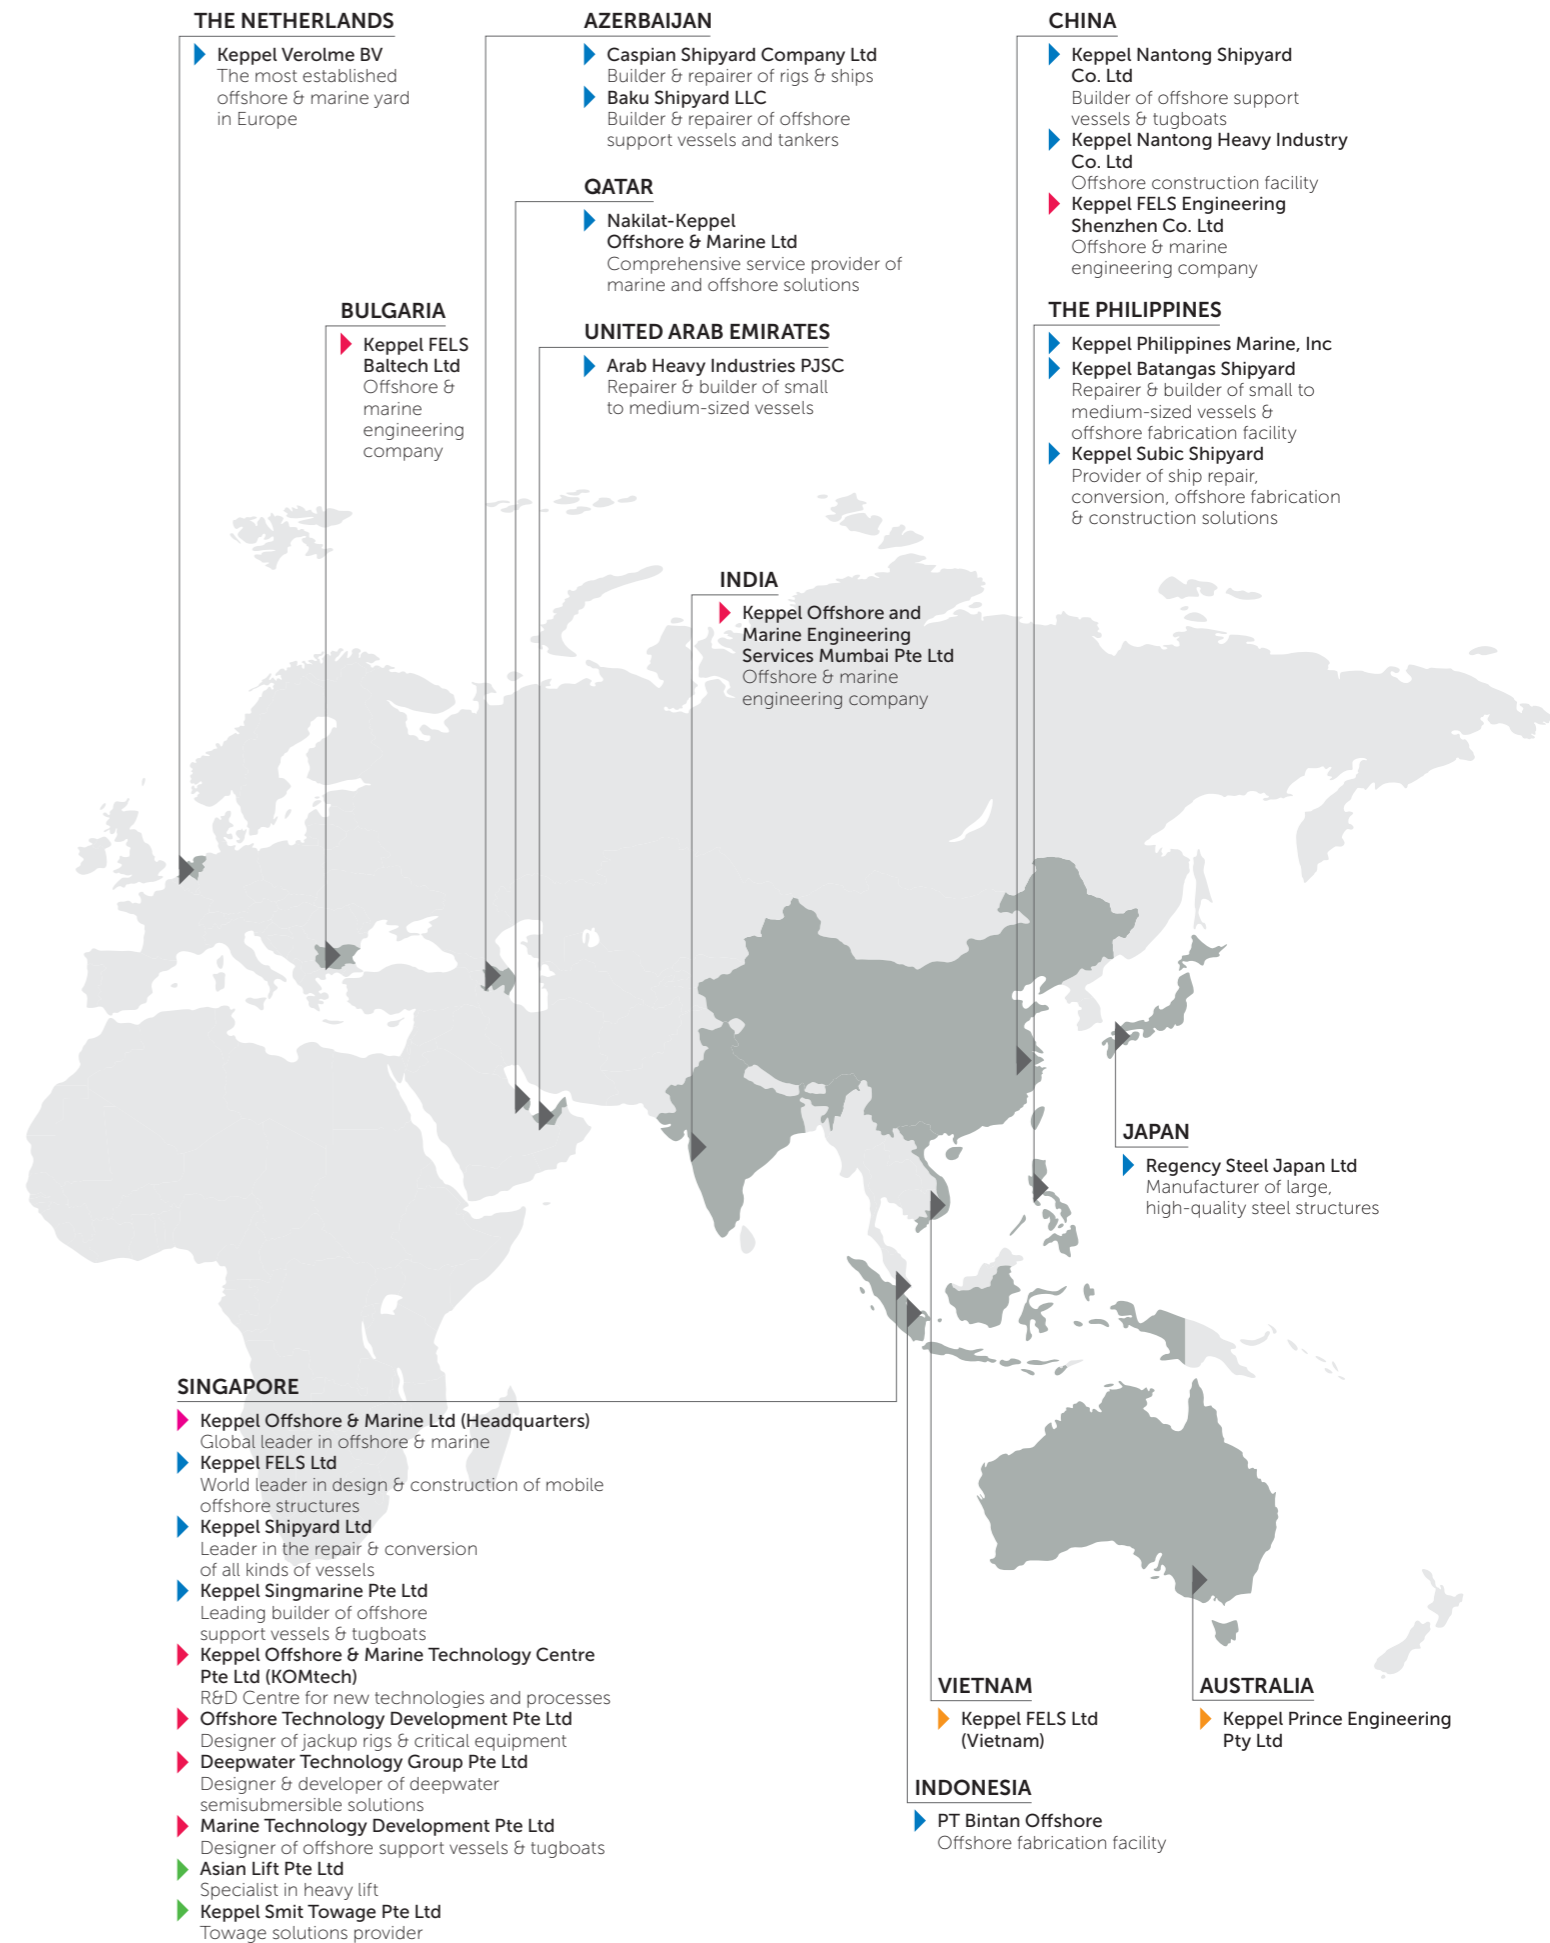 THE NETHERLANDS
Keppel Verolme BV
The most established
offshore & marine yard
in Europe
BULGARIA
Keppel FELS
Baltech Ltd
Offshore &
marine
engineering
company
AZERBAIJAN
Caspian Shipyard Company Ltd
Builder & repairer of rigs & ships
Baku Shipyard LLC
Builder & repairer of offshore
support vessels and tankers
QATAR
Nakilat-Keppel
Offshore & Marine Ltd
Comprehensive service provider of
marine and offshore solutions
UNITED ARAB EMIRATES
Arab Heavy Industries PJSC
Repairer & builder of small
to medium-sized vessels
INDIA
Keppel Offshore and
Marine Engineering
Services Mumbai Pte Ltd
Offshore & marine
engineering company
CHINA
Keppel Nantong Shipyard
Co. Ltd
Builder of offshore support
vessels & tugboats
Keppel Nantong Heavy Industry
Co. Ltd
Offshore construction facility
Keppel FELS Engineering
Shenzhen Co. Ltd
Offshore & marine
engineering company
THE PHILIPPINES
Keppel Philippines Marine, Inc
Keppel Batangas Shipyard
Repairer & builder of small to
medium-sized vessels &
offshore fabrication facility
Keppel Subic Shipyard
Provider of ship repair,
conversion, offshore fabrication
& construction solutions
JAPAN
Regency Steel Japan Ltd
Manufacturer of large,
high-quality steel structures
SINGAPORE
Keppel Offshore & Marine Ltd (Headquarters)
Global leader in offshore & marine
Keppel FELS Ltd
World leader in design & construction of mobile
offshore structures
Keppel Shipyard Ltd
Leader in the repair & conversion
of all kinds of vessels
Keppel Singmarine Pte Ltd
Leading builder of offshore
support vessels & tugboats
Keppel Offshore & Marine Technology Centre
Pte Ltd (KOMtech)
R&D Centre for new technologies and processes
Offshore Technology Development Pte Ltd
Designer of jackup rigs & critical equipment
Deepwater Technology Group Pte Ltd
Designer & developer of deepwater
semisubmersible solutions
Marine Technology Development Pte Ltd
Designer of offshore support vessels & tugboats
Asian Lift Pte Ltd
Specialist in heavy lift
Keppel Smit Towage Pte Ltd
Towage solutions provider
VIETNAM
Keppel FELS Ltd
(Vietnam)
AUSTRALIA
Keppel Prince Engineering
Pty Ltd
INDONESIA
PT Bintan Offshore
Offshore fabrication facility